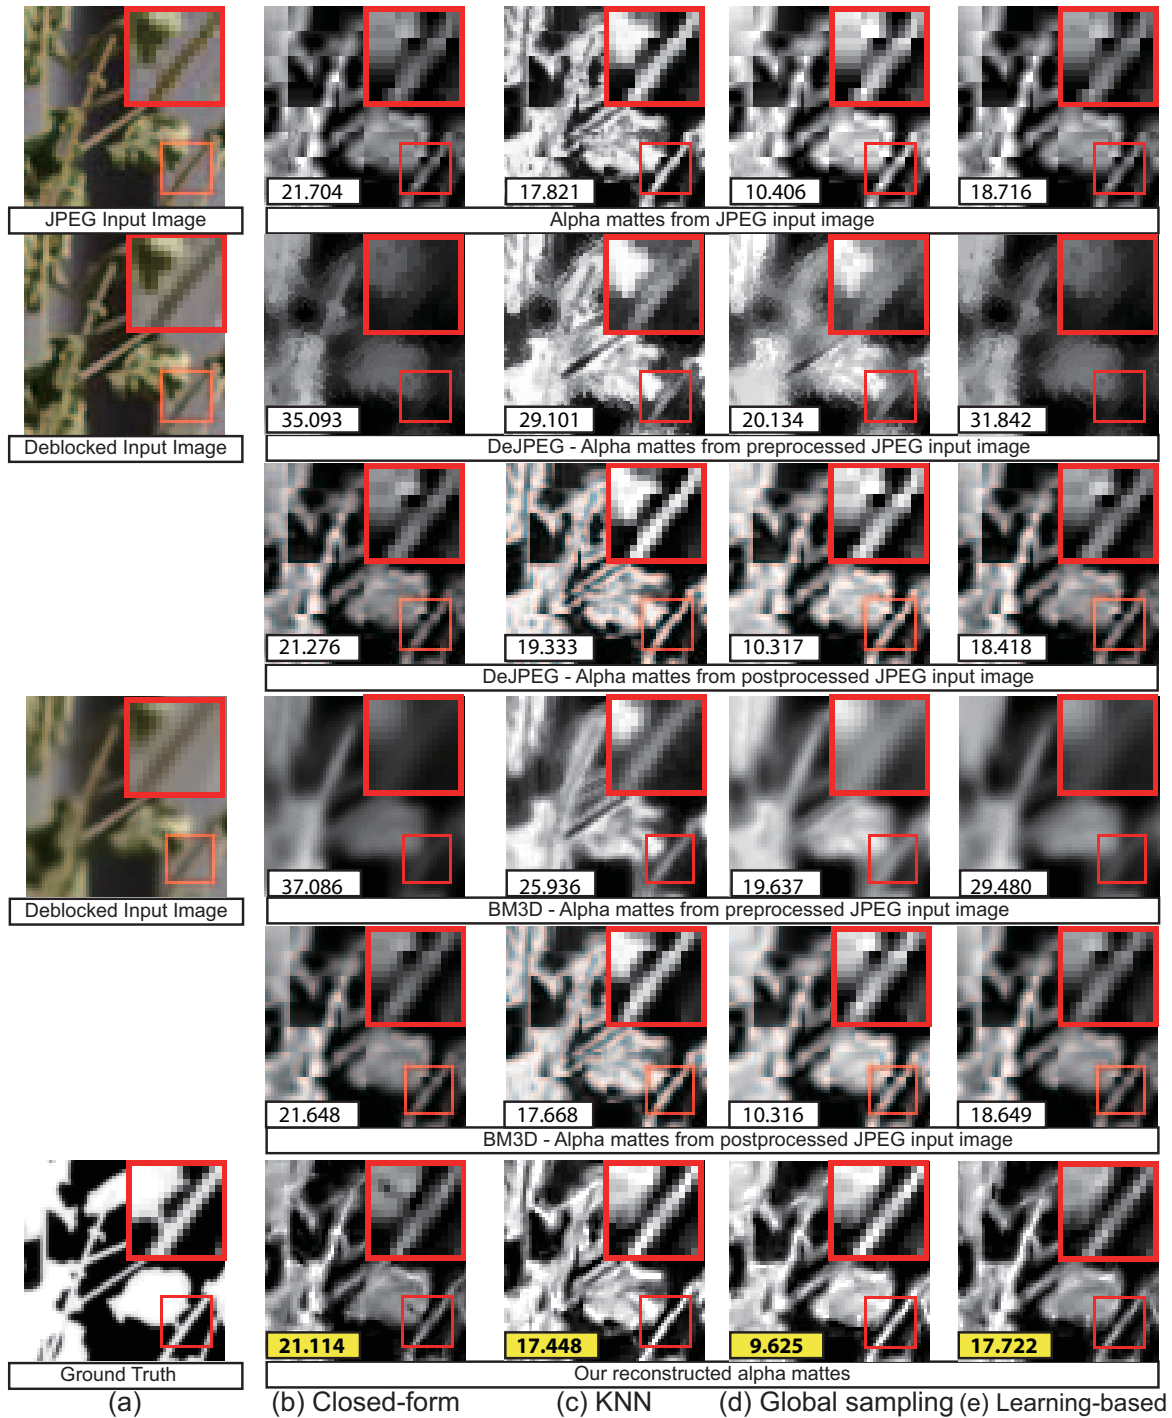 21.704
17.821
10.406
18.716
JPEG Input Image
Alpha mattes from JPEG input image
35.093
29.101
20.134
31.842
Deblocked Input Image
DeJPEG - Alpha mattes from preprocessed JPEG input image
21.276
19.333
10.317
18.418
DeJPEG - Alpha mattes from postprocessed JPEG input image
37.086
25.936
19.637
29.480
Deblocked Input Image
BM3D - Alpha mattes from preprocessed JPEG input image
21.648
17.668
10.316
18.649
BM3D - Alpha mattes from postprocessed JPEG input image
21.114
17.448
9.625
17.722
Ground Truth
Our reconstructed alpha mattes
(a)
(b) Closed-form
(c) KNN
(d) Global sampling
(e) Learning-based